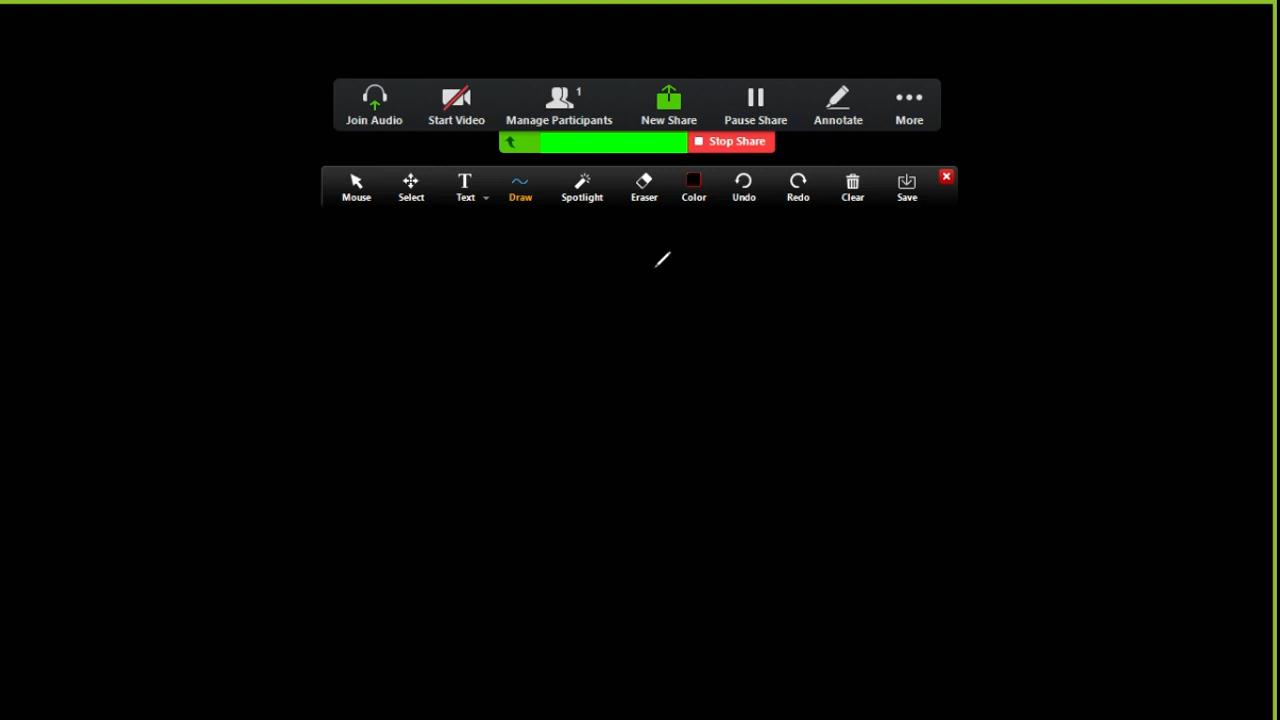 1
Join Audio Start Video Manage Participants New Share Pause Share Annotate More
Stop Share
Mouse Select Text Draw Spotlight Eraser Color Undo Redo Clear Save